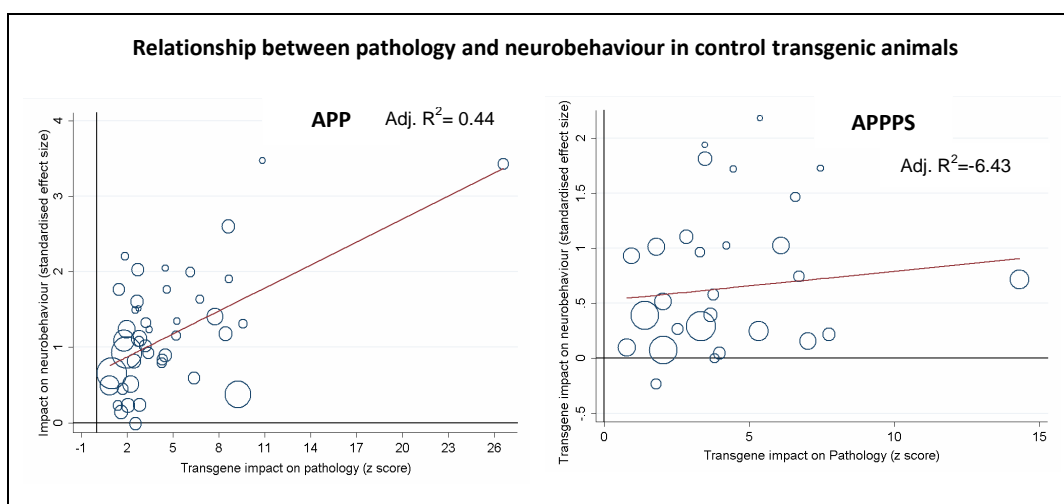 Relationship between pathology and neurobehaviour in control transgenic animals
APP Adj. R²= 0.44
Impact on neurobehaviour (standardised effect size)
4
3
2
1
0
-1 2 5 8 11 14 17 20 23 26
Transgene impact on pathology (z score)
APPPS
Adj. R²=-6.43
Transgene impact on neurobehaviour (standardised effect size)
2
1.5
1
.5
0
-.5
0 5 10 15
Transgene impact on Pathology (z score)